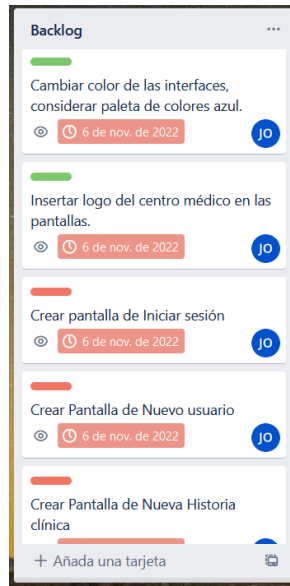 Backlog
Cambiar color de las interfaces,
considerar paleta de colores azul.
6 de nov. de 2022
JO
Insertar logo del centro médico en las
pantallas.
6 de nov. de 2022
JO
Crear pantalla de Iniciar sesión
6 de nov. de 2022
JO
Crear Pantalla de Nuevo usuario
6 de nov. de 2022
JO
Crear Pantalla de Nueva Historia
clínica
+ Añada una tarjeta